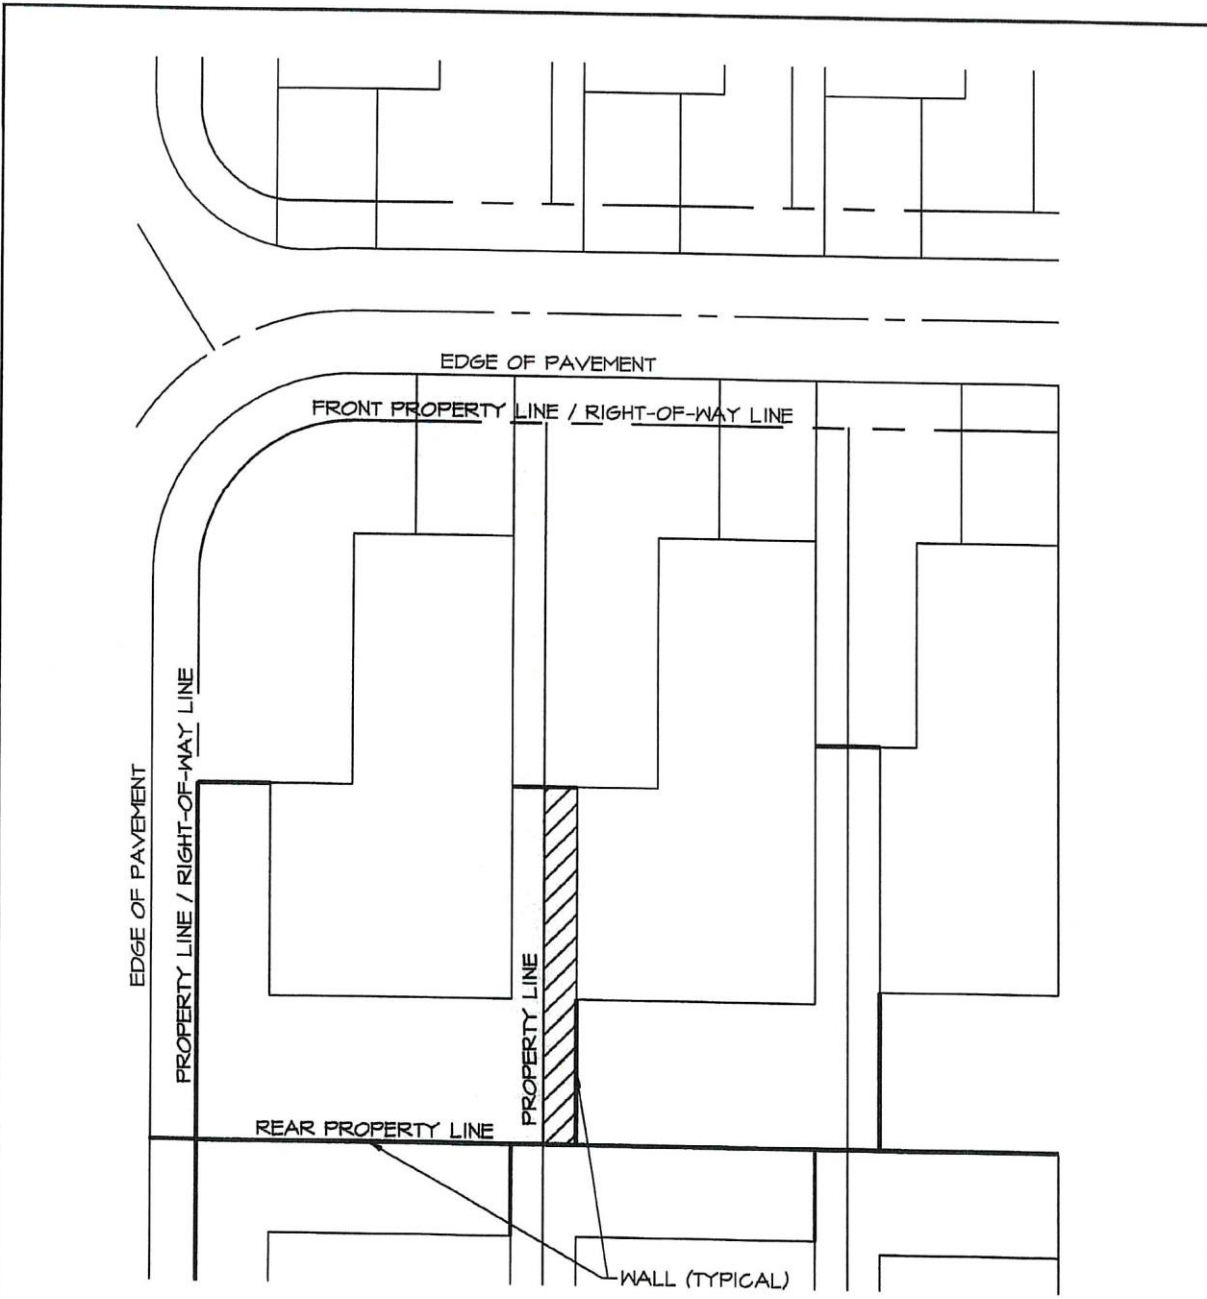 EDGE OF PAVEMENT
FRONT PROPERTY LINE / RIGHT-OF-WAY LINE
PROPERTY LINE / RIGHT-OF-WAY LINE
EDGE OF PAVEMENT
PROPERTY LINE
REAR PROPERTY LINE
WALL (TYPICAL)